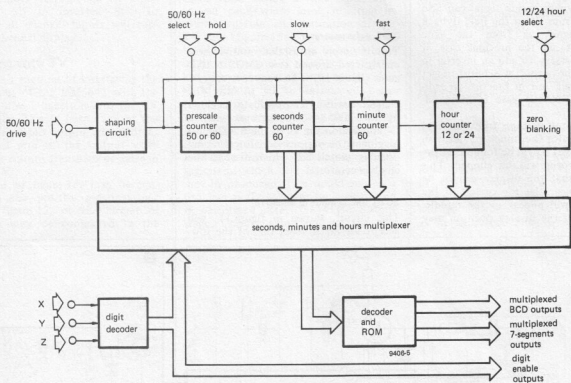 50/60 Hz
select
hold
slow
fast
12/24 hour
select
50/60 Hz
drive
shaping
circuit
prescale
counter
50 or 60
seconds
counter
60
minute
counter
60
hour
counter
12 or 24
zero
blanking
seconds, minutes and hours multiplexer
X
Y
Z
digit
decoder
decoder
and
ROM
9406-5
multiplexed
BCD outputs
multiplexed
7-segments
outputs
digit
enable
outputs